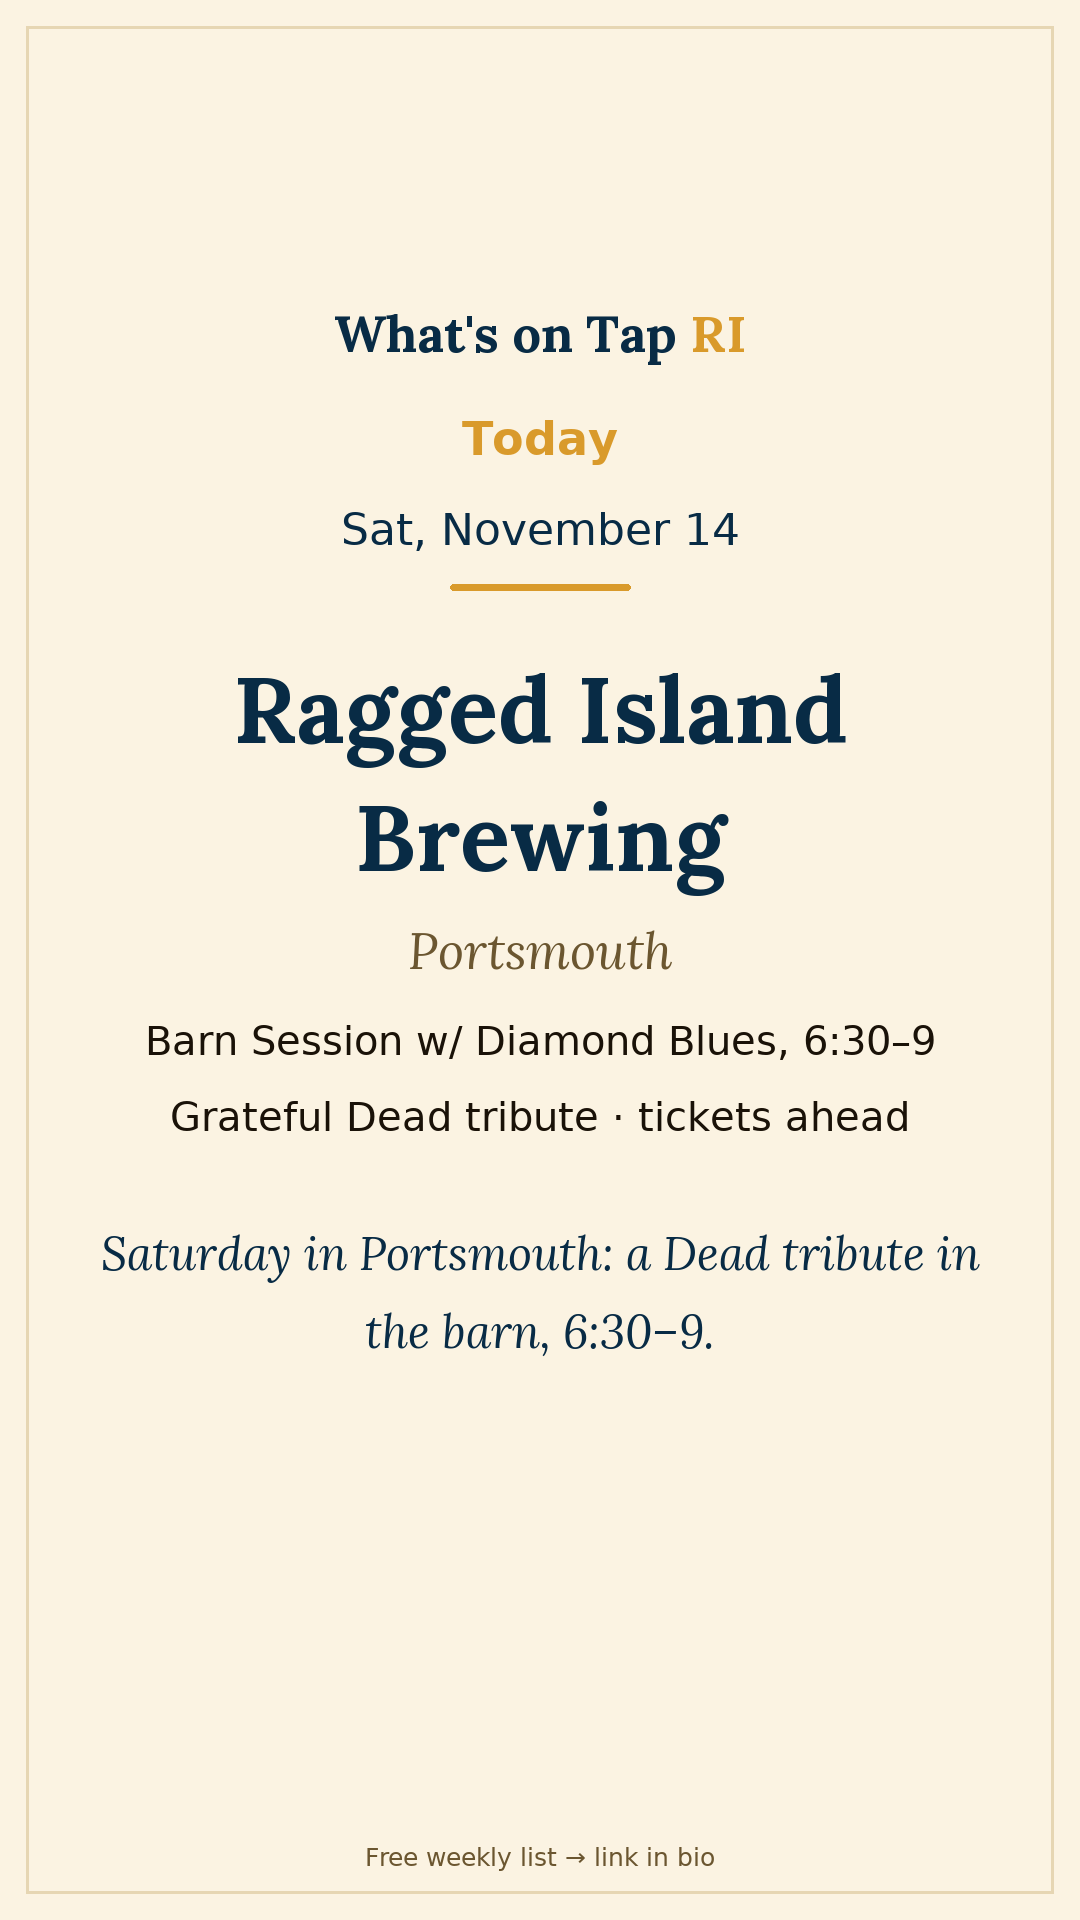 What's on Tap RI
Today
Sat, November 14
Ragged Island
Brewing
Portsmouth
Barn Session w/ Diamond Blues, 6:30–9
Grateful Dead tribute · tickets ahead
Saturday in Portsmouth: a Dead tribute in
the barn, 6:30–9.
Free weekly list → link in bio